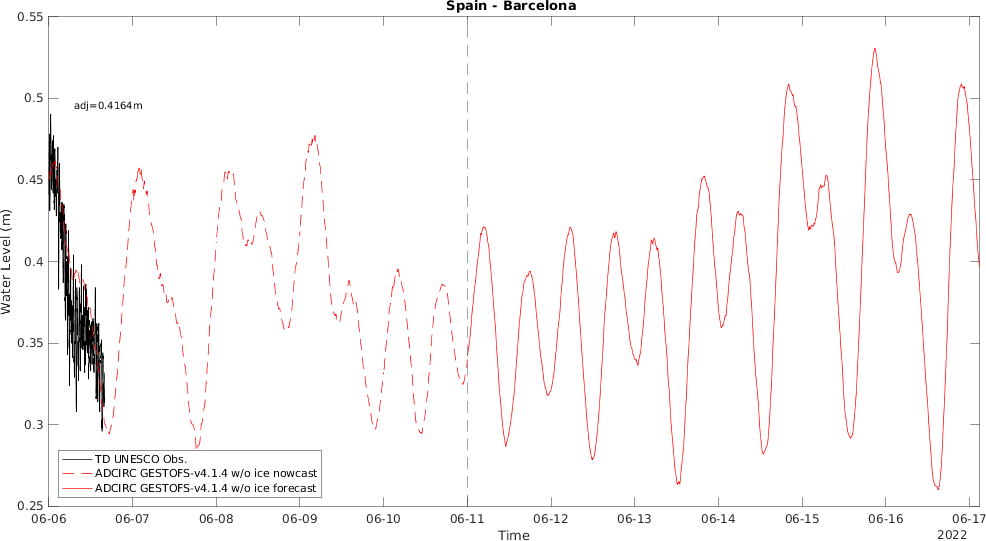 Spain - Barcelona
0.55
0.5
0.45
0.4
0.35
0.3
0.25
Water Level (m)
adj=0.4164m
TD UNESCO Obs.
ADCIRC GESTOFS-v4.1.4 w/o ice nowcast
ADCIRC GESTOFS-v4.1.4 w/o ice forecast
06-06 06-07 06-08 06-09 06-10 06-11 06-12 06-13 06-14 06-15 06-16 06-17
Time
2022